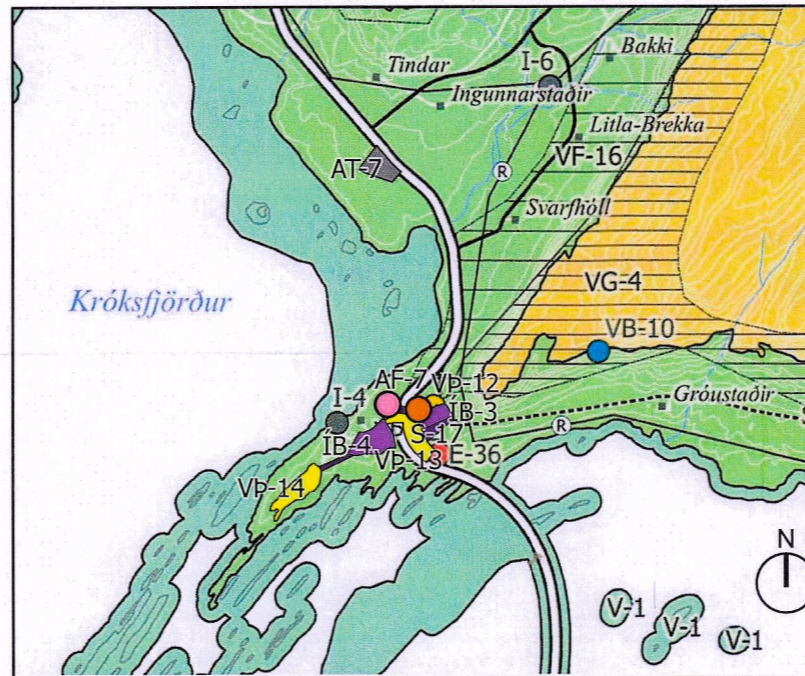 Tindar
Bakki
I-6
Ingunnarstaðir
Litla-Brekka
AT-7
VF-16
R
Svarfhóll
VG-4
Króksfjörður
VB-10
AF-7
VÞ-12
Gróustaðir
I-4
ÍB-3
ÍB-4
S-17
R
VÞ-13
E-36
VÞ-14
N
V-1
V-1
V-1